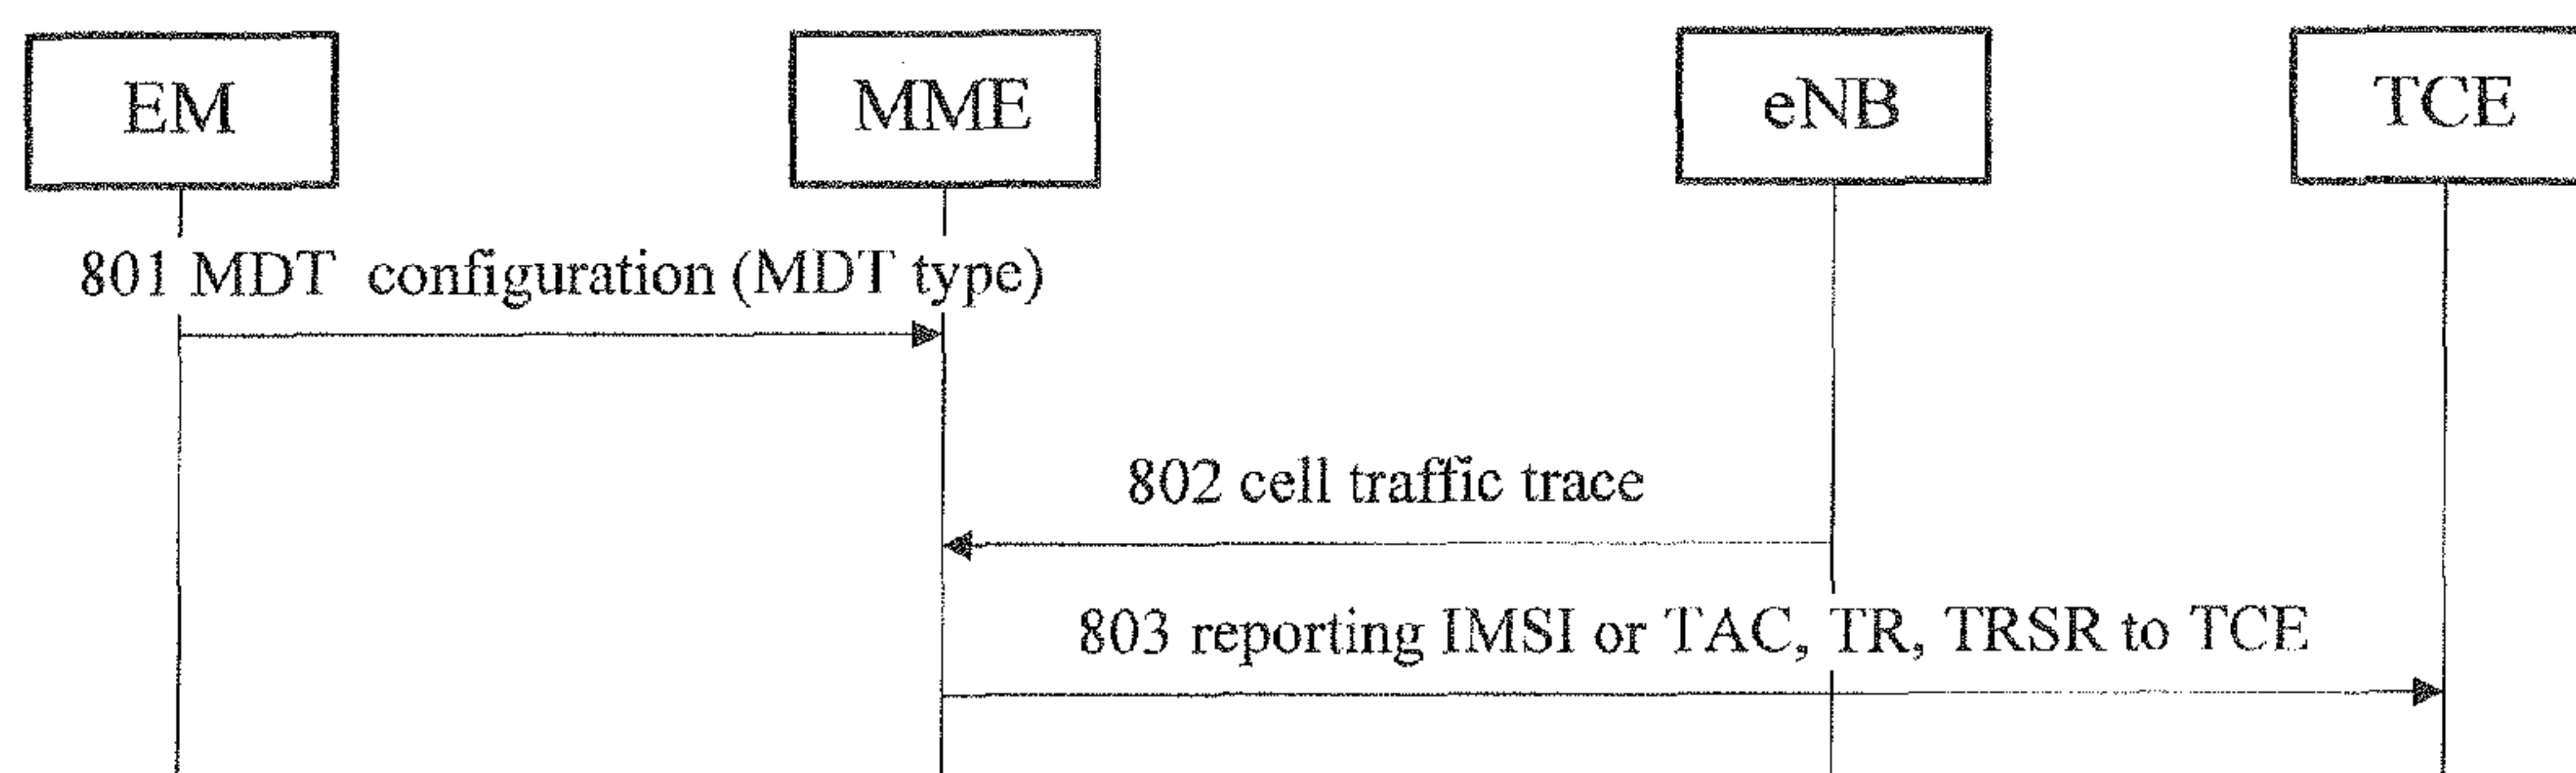 EM MME eNB TCE
801 MDT configuration (MDT type)
802 cell traffic trace
803 reporting IMSI or TAC, TR, TRSR to TCE